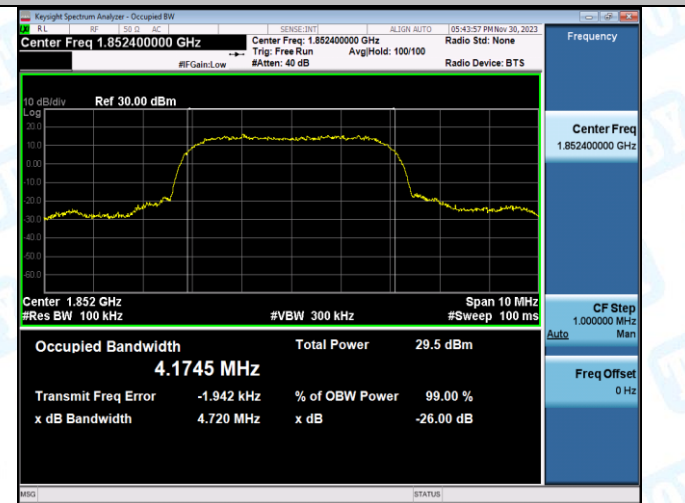 Keysight Spectrum Analyzer - Occupied BW
RL RF 50 Ω AC SENSE:INT ALIGN AUTO 05:43:57 PM Nov 30, 2023
Center Freq 1.852400000 GHz
Center Freq: 1.852400000 GHz
Radio Std: None
Trig: Free Run Avg|Hold: 100/100
#IFGain:Low
#Atten: 40 dB
Radio Device: BTS
10 dB/div Ref 30.00 dBm
Log
20.0
10.0
0.00
-10.0
-20.0
-30.0
-40.0
-50.0
-60.0
Center 1.852 GHz
Span 10 MHz
#Res BW 100 kHz
#VBW 300 kHz
#Sweep 100 ms
Occupied Bandwidth
Total Power 29.5 dBm
4.1745 MHz
Transmit Freq Error -1.942 kHz
% of OBW Power 99.00 %
x dB Bandwidth 4.720 MHz
x dB -26.00 dB
MSG
STATUS
Frequency
Center Freq
1.852400000 GHz
CF Step
1.000000 MHz
Auto Man
Freq Offset
0 Hz